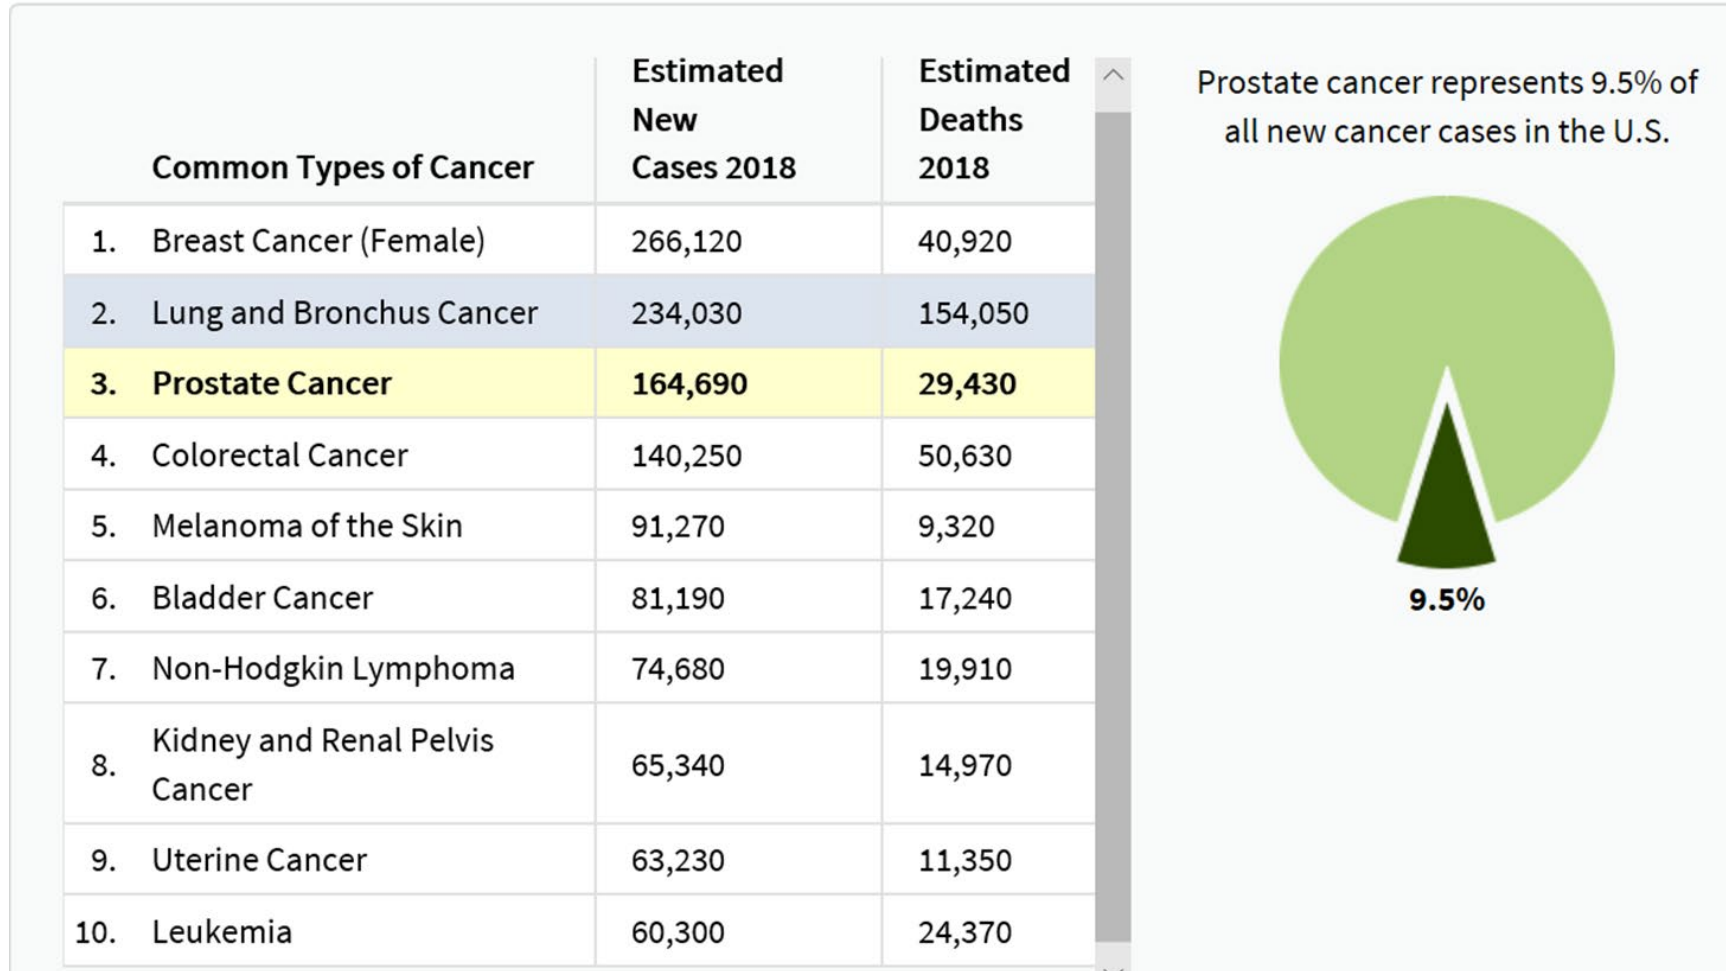 Estimated
New
Cases 2018
Estimated
Deaths
2018
Common Types of Cancer
1. Breast Cancer (Female) 266,120 40,920
2. Lung and Bronchus Cancer 234,030 154,050
3. Prostate Cancer 164,690 29,430
4. Colorectal Cancer 140,250 50,630
5. Melanoma of the Skin 91,270 9,320
6. Bladder Cancer 81,190 17,240
7. Non-Hodgkin Lymphoma 74,680 19,910
8. Kidney and Renal Pelvis
Cancer 65,340 14,970
9. Uterine Cancer 63,230 11,350
10. Leukemia 60,300 24,370
Prostate cancer represents 9.5% of
all new cancer cases in the U.S.
9.5%